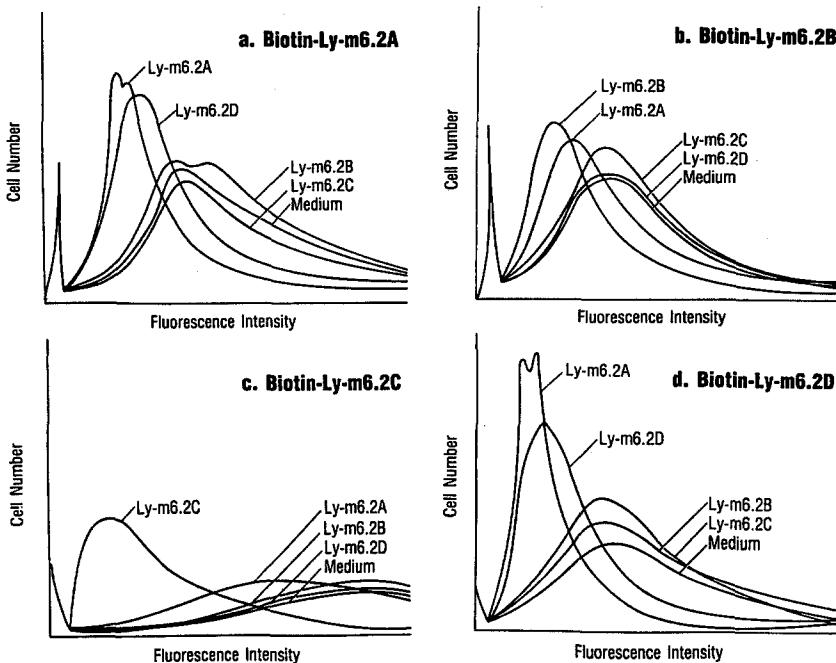 a. Biotin-Ly-m6.2A
Ly-m6.2A
Ly-m6.2D
Ly-m6.2B
Ly-m6.2C
Medium
Cell Number
Fluorescence Intensity
b. Biotin-Ly-m6.2B
Ly-m6.2B
Ly-m6.2A
Ly-m6.2C
Ly-m6.2D
Medium
Cell Number
Fluorescence Intensity
c. Biotin-Ly-m6.2C
Ly-m6.2C
Ly-m6.2A
Ly-m6.2B
Ly-m6.2D
Medium
Cell Number
Fluorescence Intensity
d. Biotin-Ly-m6.2D
Ly-m6.2A
Ly-m6.2D
Ly-m6.2B
Ly-m6.2C
Medium
Cell Number
Fluorescence Intensity